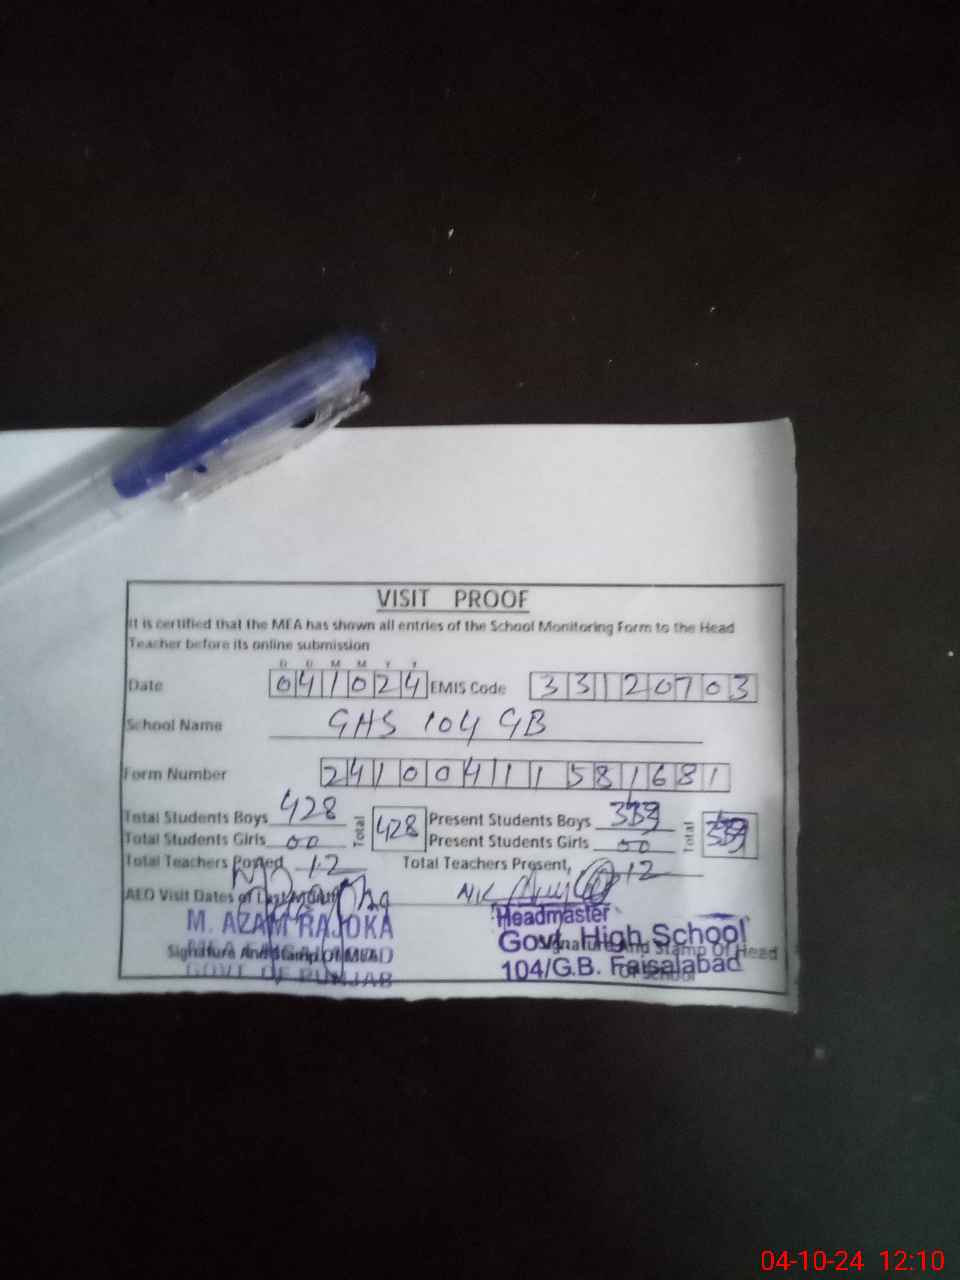 VISIT PROOF
It is certified that the MEA has shown all entries of the School Monitoring Form to the Head
Teacher before its online submission
D D M M Y Y
Date 041024 EMIS Code 33120703
School Name GHS 104 GB
Form Number 24100411581681
Total Students Boys 428 Total 428 Present Students Boys Total
Total Students Girls 00 Present Students Girls 00
Total Teachers Posted 12 Total Teachers Present, 12
AEO Visit Dates of Last Month
M. AZAM RAJOKA Headmaster
Govt. High School
Signature And Stamp Of MEA Signature And Stamp Of Head
GOVT OF PUNJAB 104/G.B. Faisalabad
Of School
04-10-24 12:10